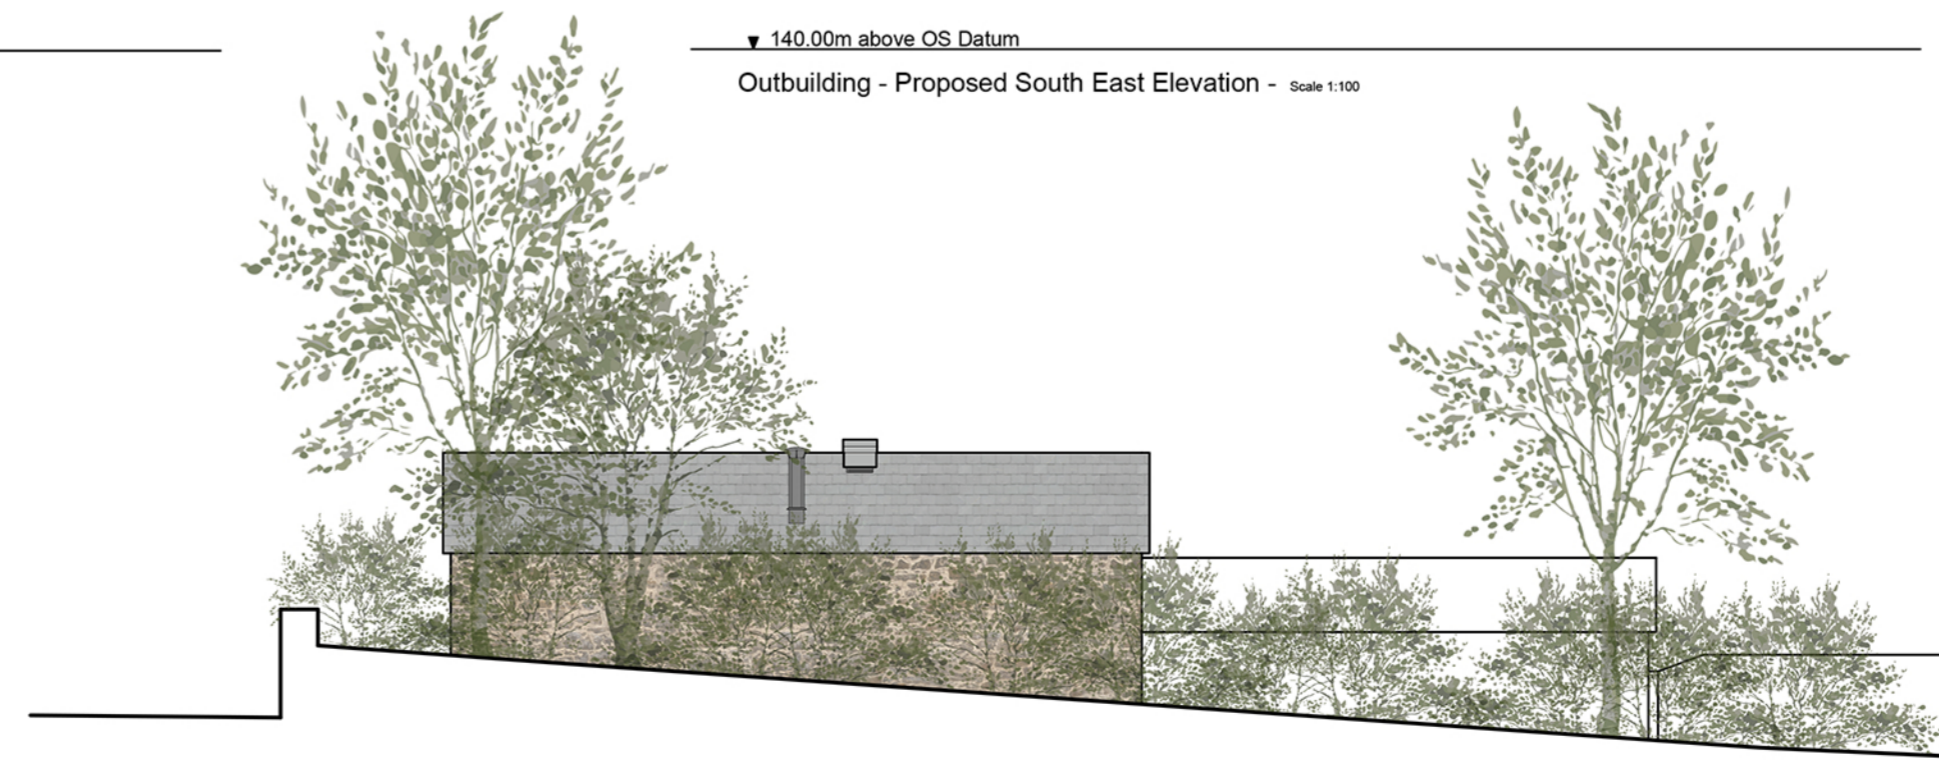 140.00m above OS Datum
Outbuilding - Proposed South East Elevation - Scale 1:100